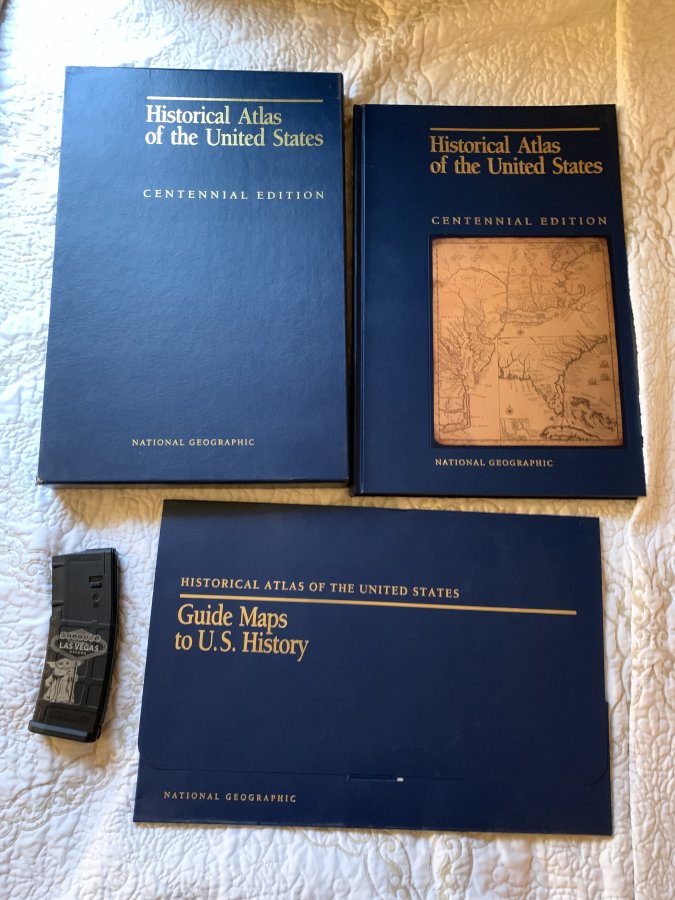 Historical Atlas
of the United States
CENTENNIAL EDITION
NATIONAL GEOGRAPHIC
Historical Atlas
of the United States
CENTENNIAL EDITION
NATIONAL GEOGRAPHIC
HISTORICAL ATLAS OF THE UNITED STATES
Guide Maps
to U.S. History
NATIONAL GEOGRAPHIC
LAS VEGAS